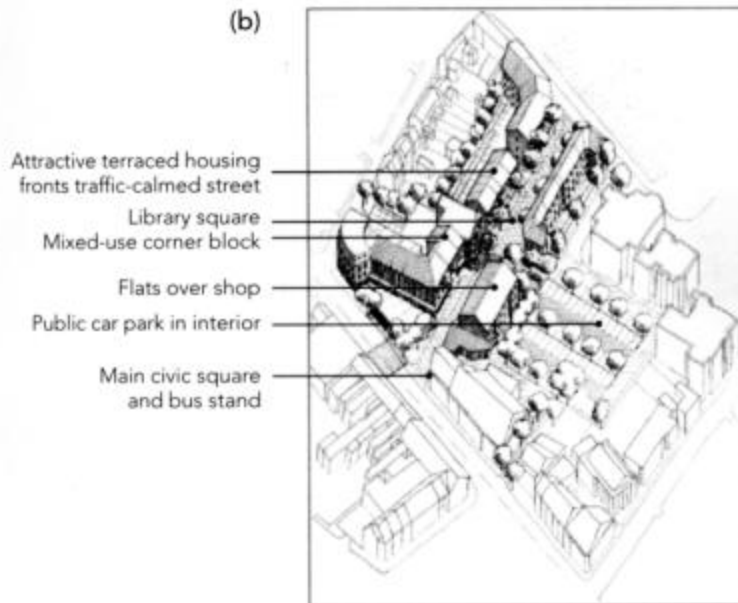 (b)
Attractive terraced housing
fronts traffic-calmed street
Library square
Mixed-use corner block
Flats over shop
Public car park in interior
Main civic square
and bus stand